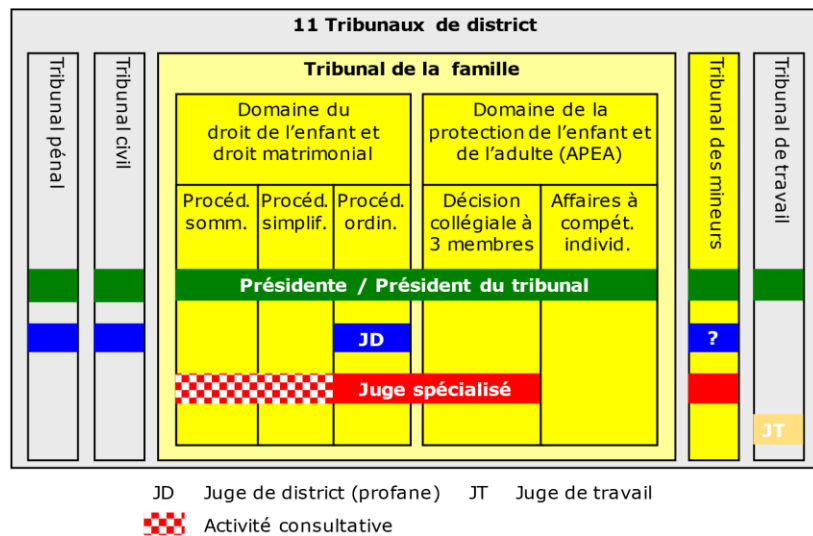 11 Tribunaux de district
Tribunal pénal
Tribunal civil
Tribunal de la famille
Domaine du
droit de l'enfant et
droit matrimonial
Domaine de la
protection de l'enfant et
de l'adulte (APEA)
Procéd.
somm.
Procéd.
simplif.
Procéd.
ordin.
Décision
collégiale à
3 membres
Affaires à
compét.
individ.
Tribunal des mineurs
Tribunal de travail
Présidente / Président du tribunal
JD
?
Juge spécialisé
JT
JD Juge de district (profane) JT Juge de travail
Activité consultative